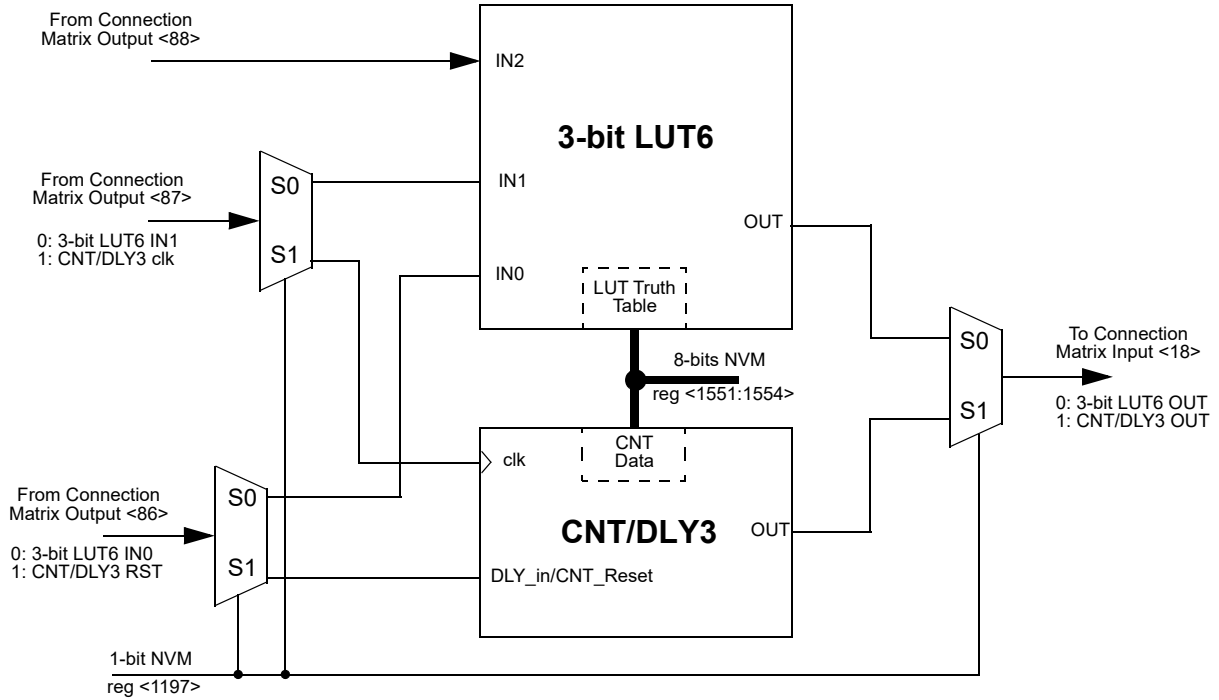 From Connection
Matrix Output <88>
IN2
3-bit LUT6
From Connection
Matrix Output <87>
0: 3-bit LUT6 IN1
1: CNT/DLY3 clk
S0
S1
IN1
IN0
OUT
LUT Truth
Table
8-bits NVM
reg <1551:1554>
S0
S1
To Connection
Matrix Input <18>
0: 3-bit LUT6 OUT
1: CNT/DLY3 OUT
CNT
Data
clk
CNT/DLY3
OUT
DLY_in/CNT_Reset
From Connection
Matrix Output <86>
0: 3-bit LUT6 IN0
1: CNT/DLY3 RST
S0
S1
1-bit NVM
reg <1197>